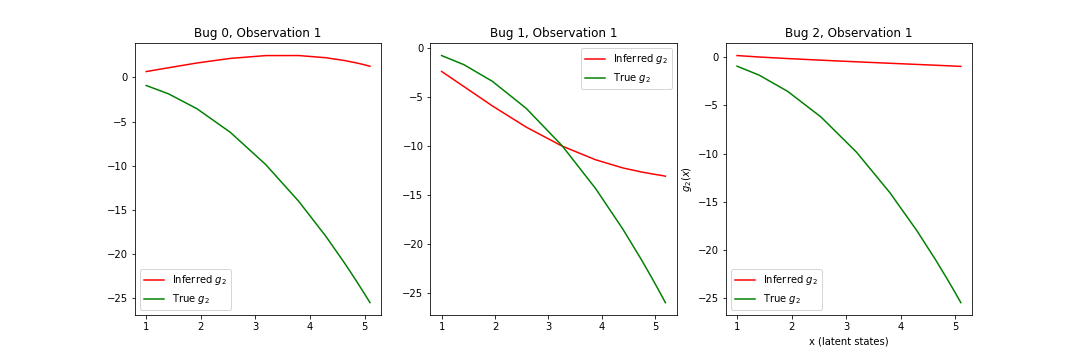 Bug 0, Observation 1
0
−5
−10
−15
−20
−25
Inferred g₂
True g₂
1 2 3 4 5
Bug 1, Observation 1
Inferred g₂
True g₂
0
−5
−10
−15
−20
−25
1 2 3 4 5
Bug 2, Observation 1
g₂(x)
0
−5
−10
−15
−20
−25
Inferred g₂
True g₂
1 2 3 4 5
x (latent states)